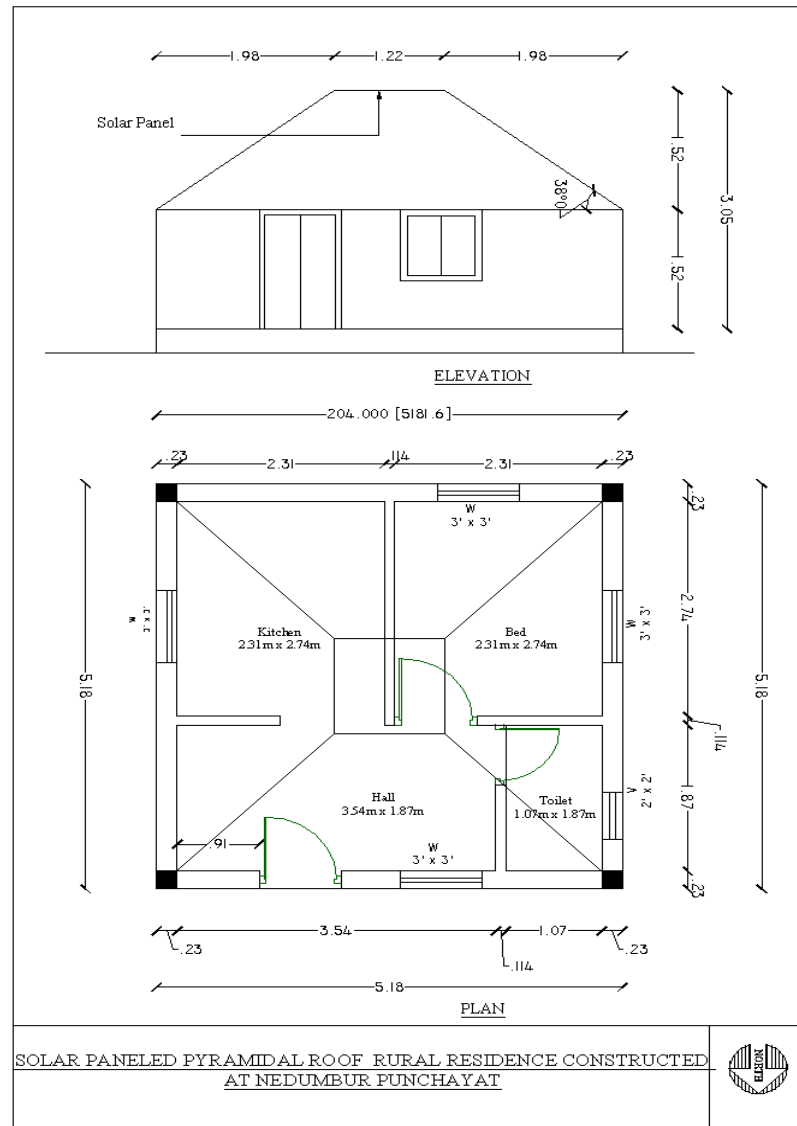 1.98
1.22
1.98
Solar Panel
38°0
1.52
3.05
1.52
ELEVATION
204.000 [5181.6]
.23
2.31
.114
2.31
.23
W
3' x 3'
.23
W
Kitchen
2.31m x 2.74m
Bed
2.31m x 2.74m
W
3' x 3'
2.74
5.18
5.18
.114
Hall
3.54m x 1.87m
Toilet
1.07m x 1.87m
V
2' x 2'
1.87
.91
W
3' x 3'
.23
3.54
1.07
.23
.114
.23
5.18
PLAN
SOLAR PANELED PYRAMIDAL ROOF RURAL RESIDENCE CONSTRUCTED
AT NEDUMBUR PUNCHAYAT
NORTH